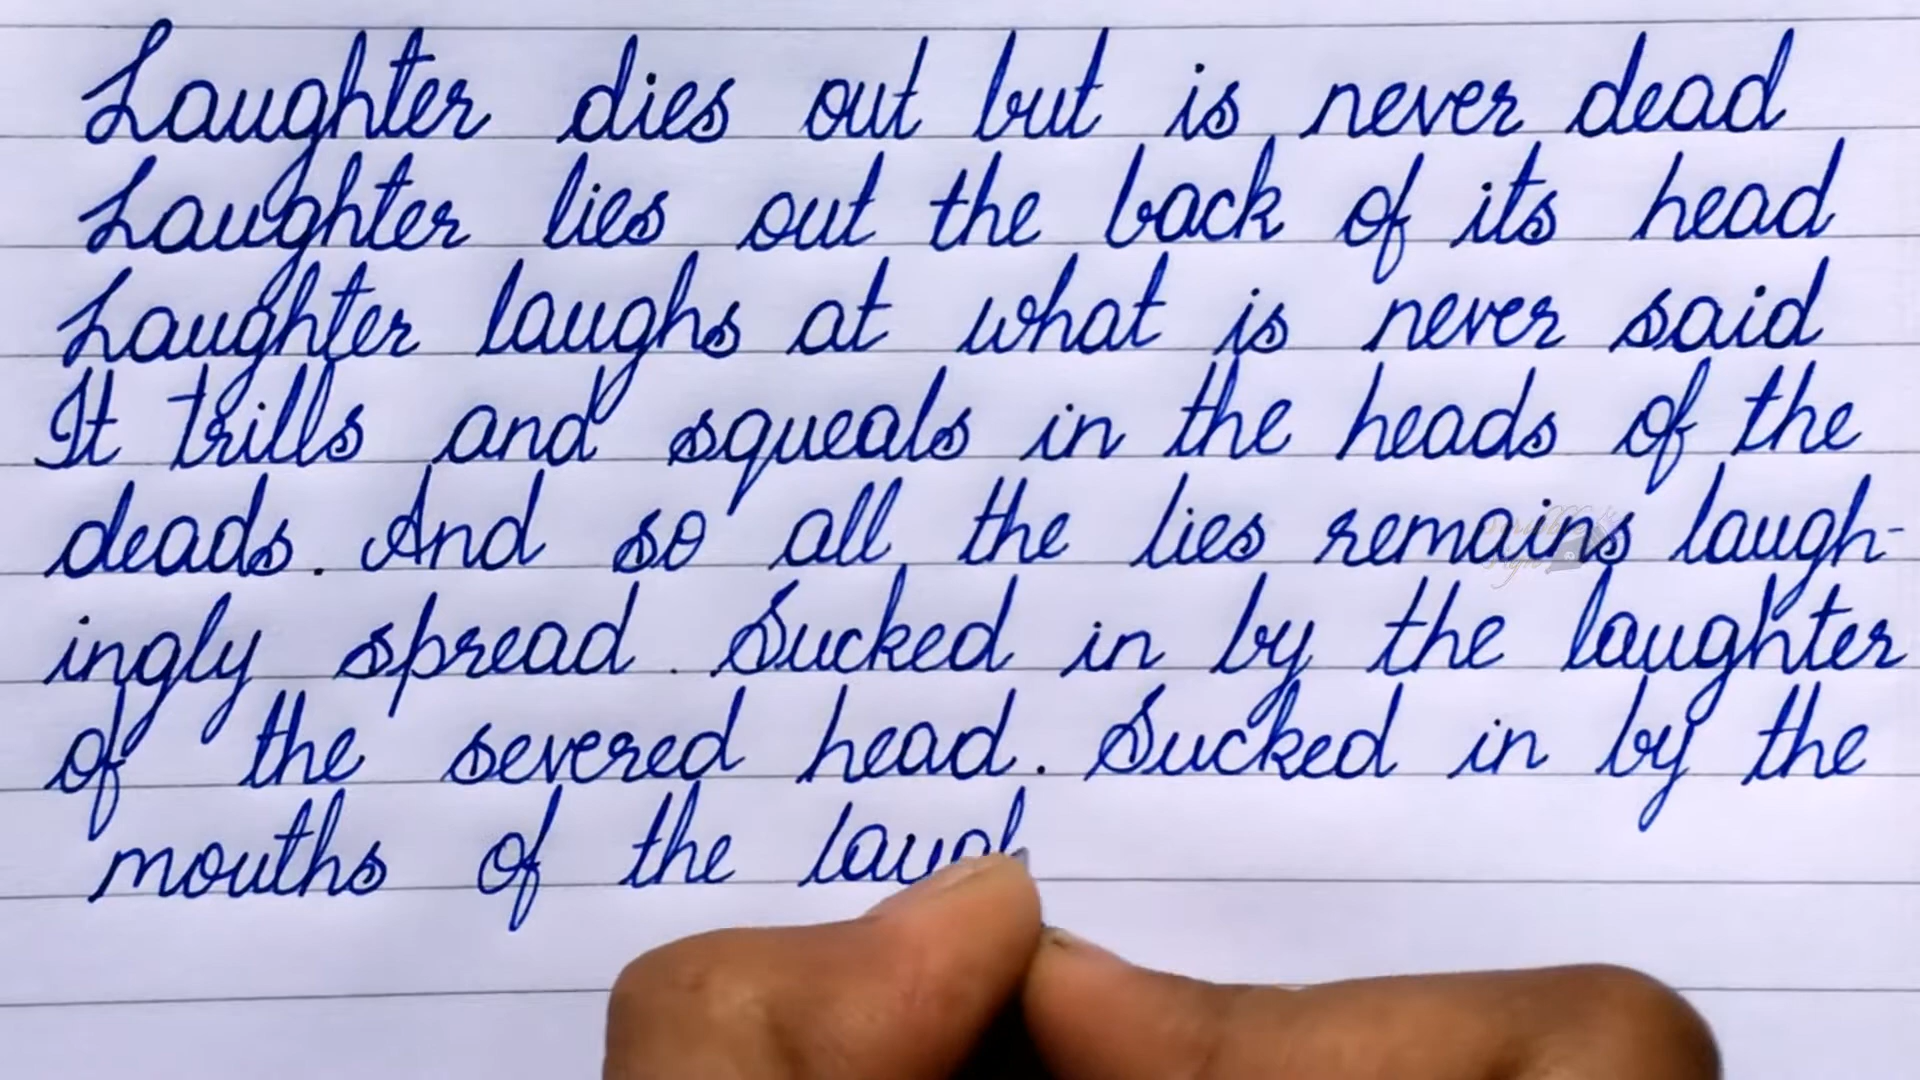 Laughter dies out but is never dead
Laughter lies out the back of its head
Laughter laughs at what is never said
It trills and squeals in the heads of the
deads. And so all the lies remains laugh-
ingly spread. Sucked in by the laughter
of the severed head. Sucked in by the
mouths of the laugh